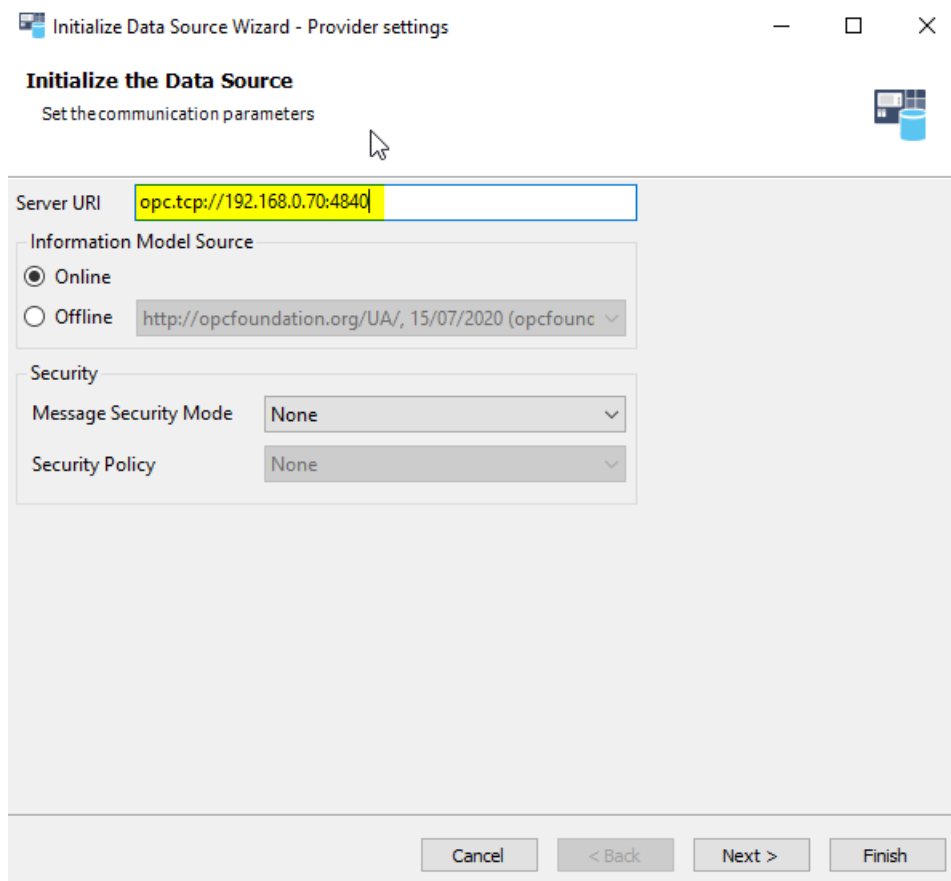 Initialize Data Source Wizard - Provider settings
Initialize the Data Source
Set the communication parameters
Server URI opc.tcp://192.168.0.70:4840
Information Model Source
Online
Offline http://opcfoundation.org/UA/, 15/07/2020 (opcfounc
Security
Message Security Mode None
Security Policy None
Cancel < Back Next > Finish